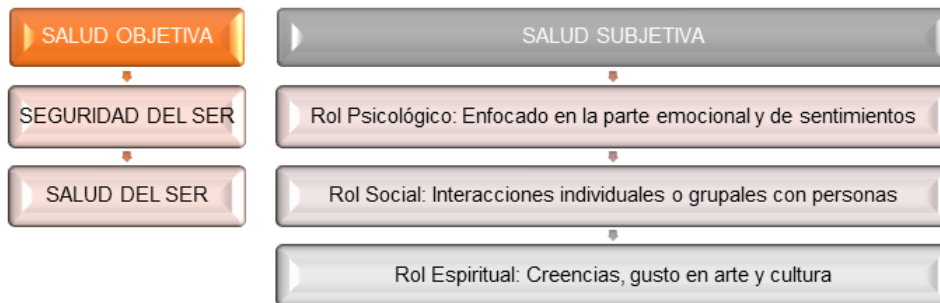 SALUD OBJETIVA
SEGURIDAD DEL SER
SALUD DEL SER
SALUD SUBJETIVA
Rol Psicológico: Enfocado en la parte emocional y de sentimientos
Rol Social: Interacciones individuales o grupales con personas
Rol Espiritual: Creencias, gusto en arte y cultura